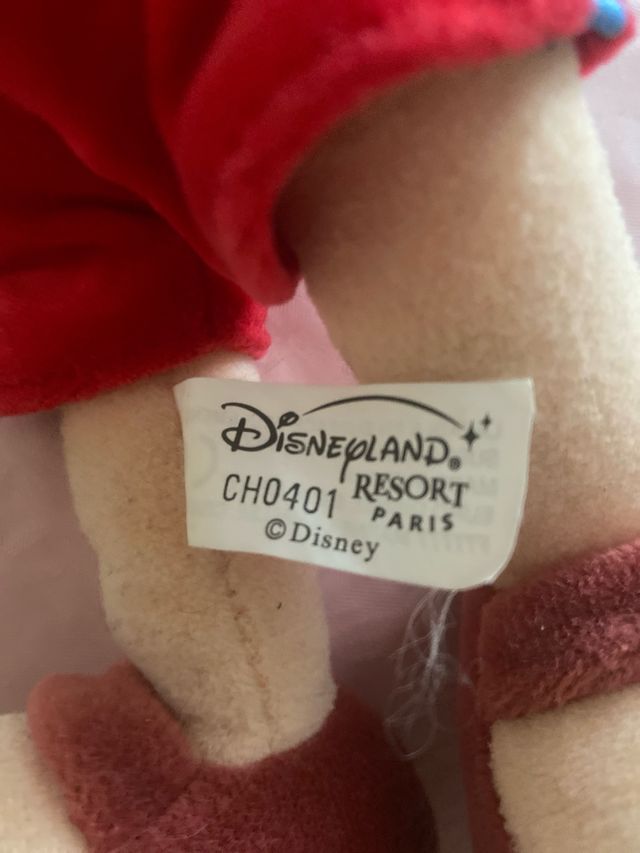 DISNEYLAND®
CH0401 RESORT
PARIS
©Disney